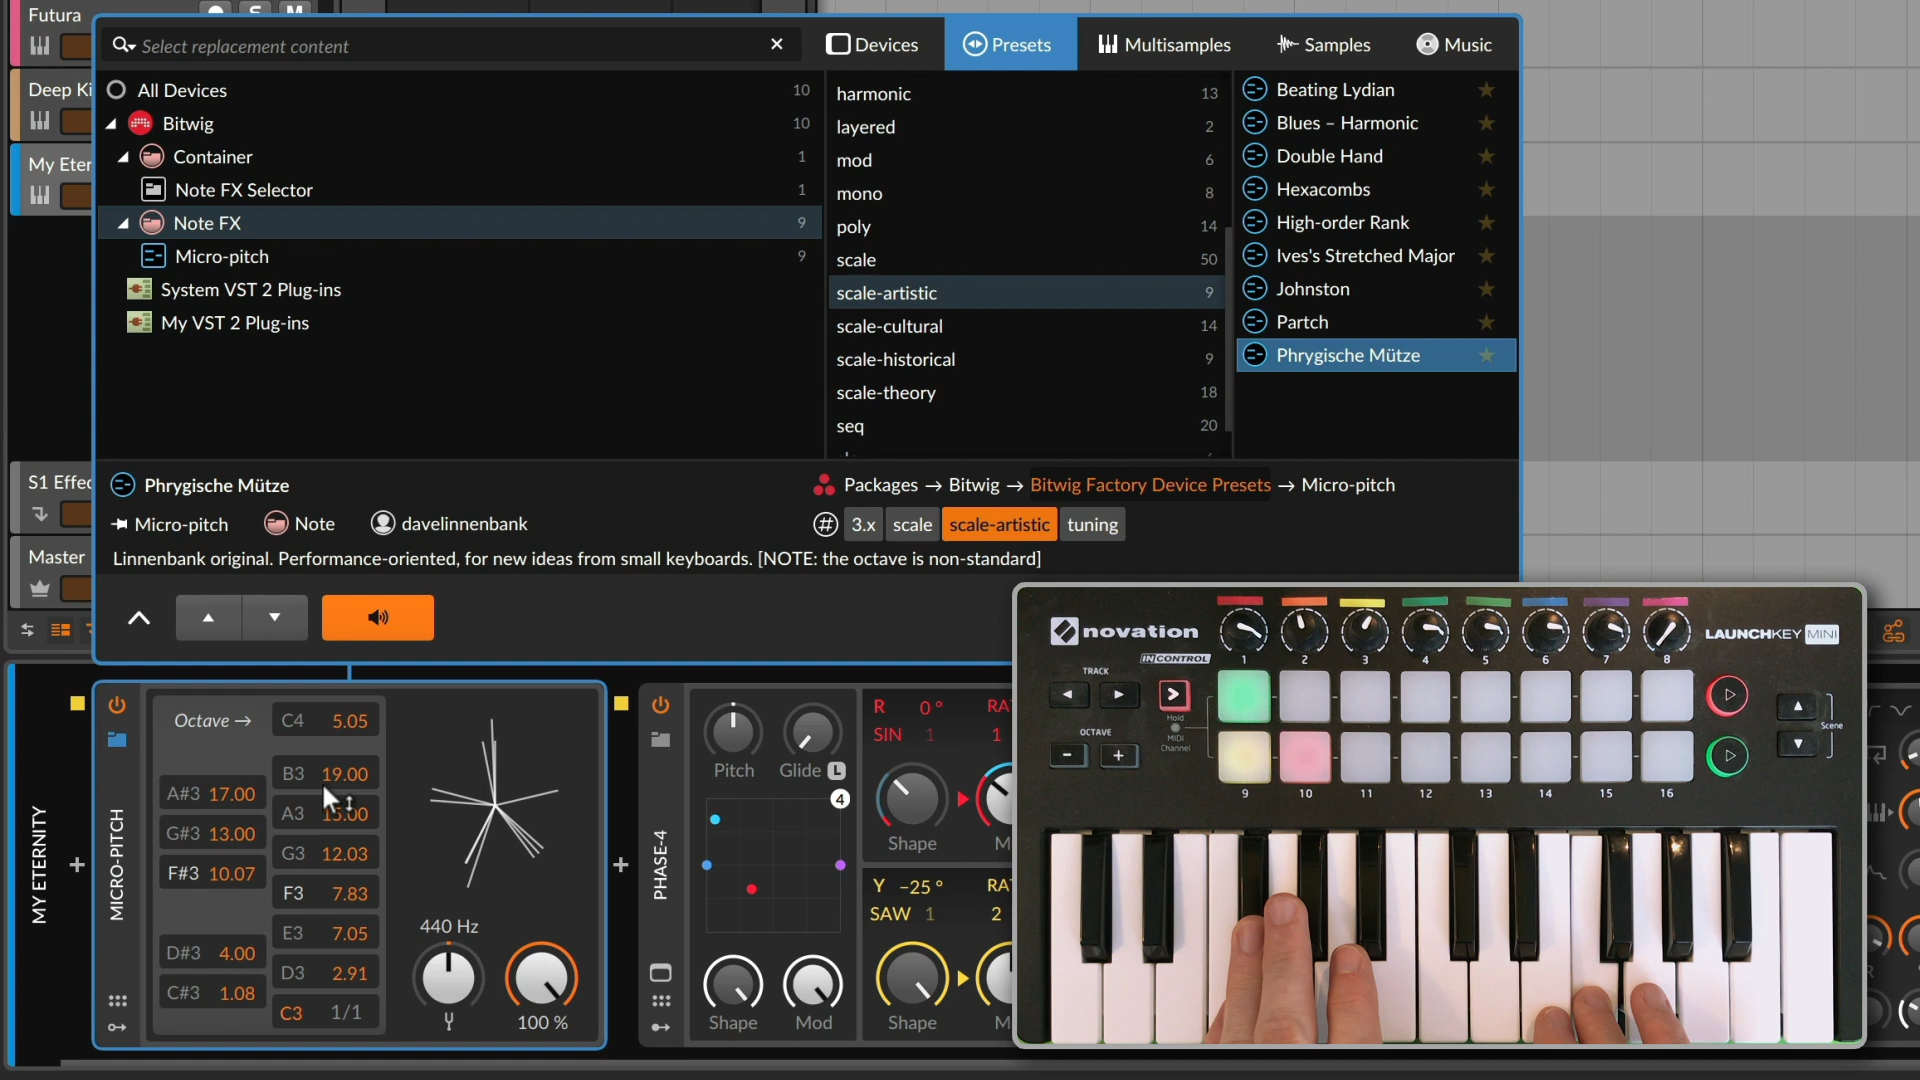 Futura
S M
Select replacement content
Devices
Presets
Multisamples
Samples
Music
Deep Ki
My Eter
All Devices 10
Bitwig 10
Container 1
Note FX Selector 1
Note FX 9
Micro-pitch 9
System VST 2 Plug-ins
My VST 2 Plug-ins
harmonic 13
layered 2
mod 6
mono 8
poly 14
scale 50
scale-artistic 9
scale-cultural 14
scale-historical 9
scale-theory 18
seq 20
Beating Lydian
Blues – Harmonic
Double Hand
Hexacombs
High-order Rank
Ives's Stretched Major
Johnston
Partch
Phrygische Mütze
S1 Effec
Master
Phrygische Mütze
Packages → Bitwig → Bitwig Factory Device Presets → Micro-pitch
Micro-pitch Note davelinnenbank
# 3.x scale scale-artistic tuning
Linnenbank original. Performance-oriented, for new ideas from small keyboards. [NOTE: the octave is non-standard]
MY ETERNITY
MICRO-PITCH
Octave → C4 5.05
B3 19.00
A#3 17.00
A3 15.00
G#3 13.00
G3 12.03
F#3 10.07
F3 7.83
E3 7.05
D#3 4.00
D3 2.91
C#3 1.08
C3 1/1
440 Hz
100 %
PHASE-4
Pitch Glide L
4
Shape Mod
R 0° RA
SIN 1 1
Shape M
Y -25° RA
SAW 1 2
Shape M
novation
LAUNCHKEY MINI
INCONTROL
1 2 3 4 5 6 7 8
TRACK
Hold
MIDI
Channel
OCTAVE
- +
Scene
9 10 11 12 13 14 15 16